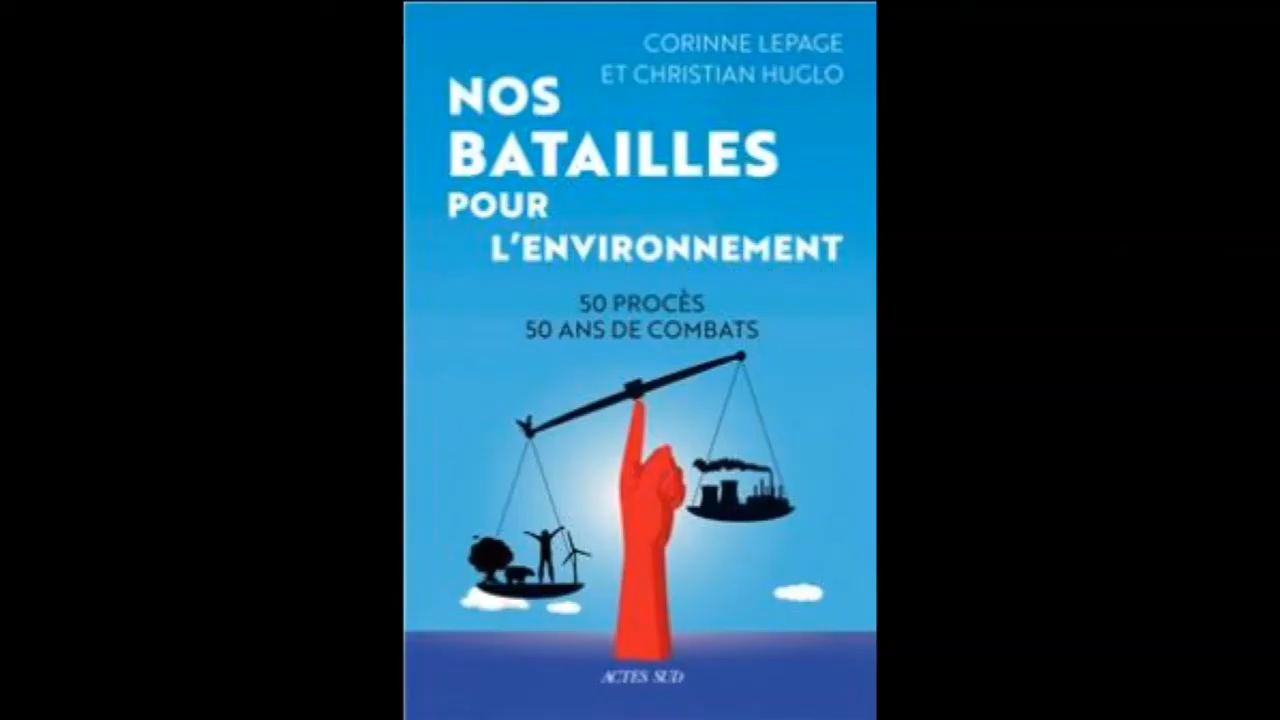 CORINNE LEPAGE
ET CHRISTIAN HUGLO
NOS
BATAILLES
POUR
L'ENVIRONNEMENT
50 PROCÈS
50 ANS DE COMBATS
ACTES SUD